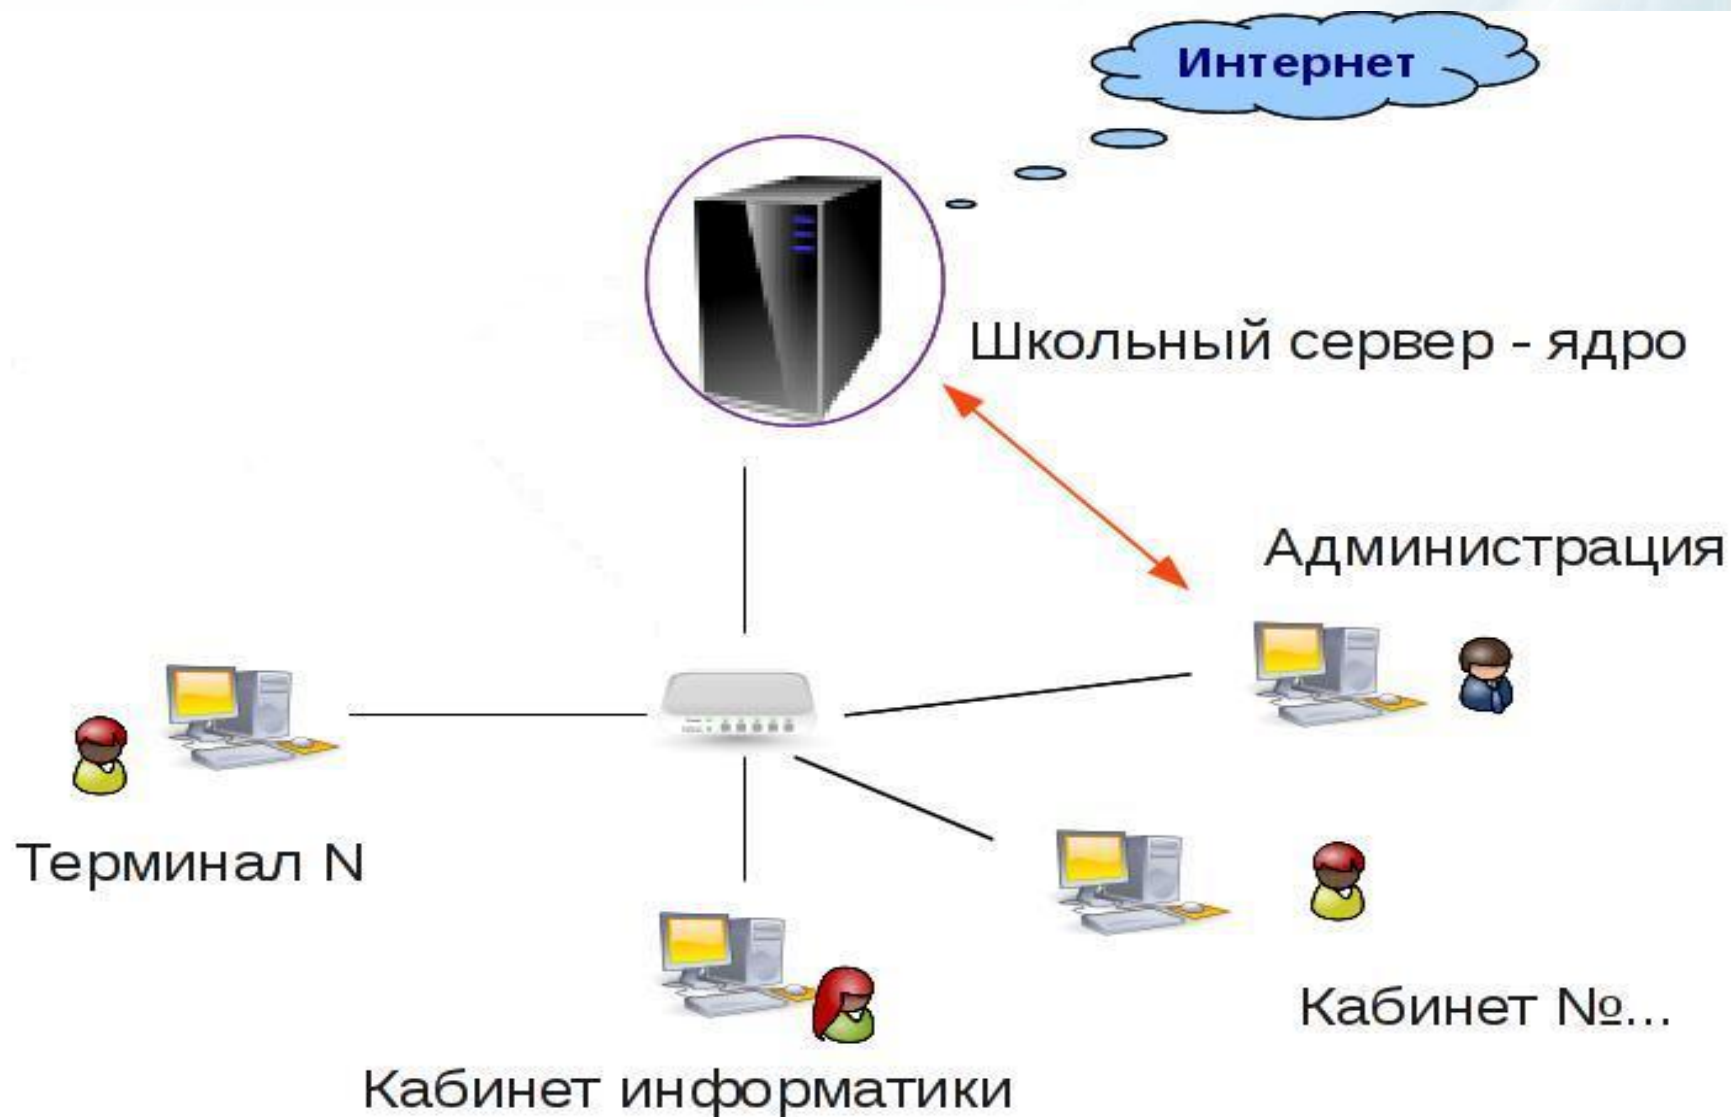 Интернет
Школьный сервер - ядро
Администрация
Терминал N
Кабинет №...
Кабинет информатики